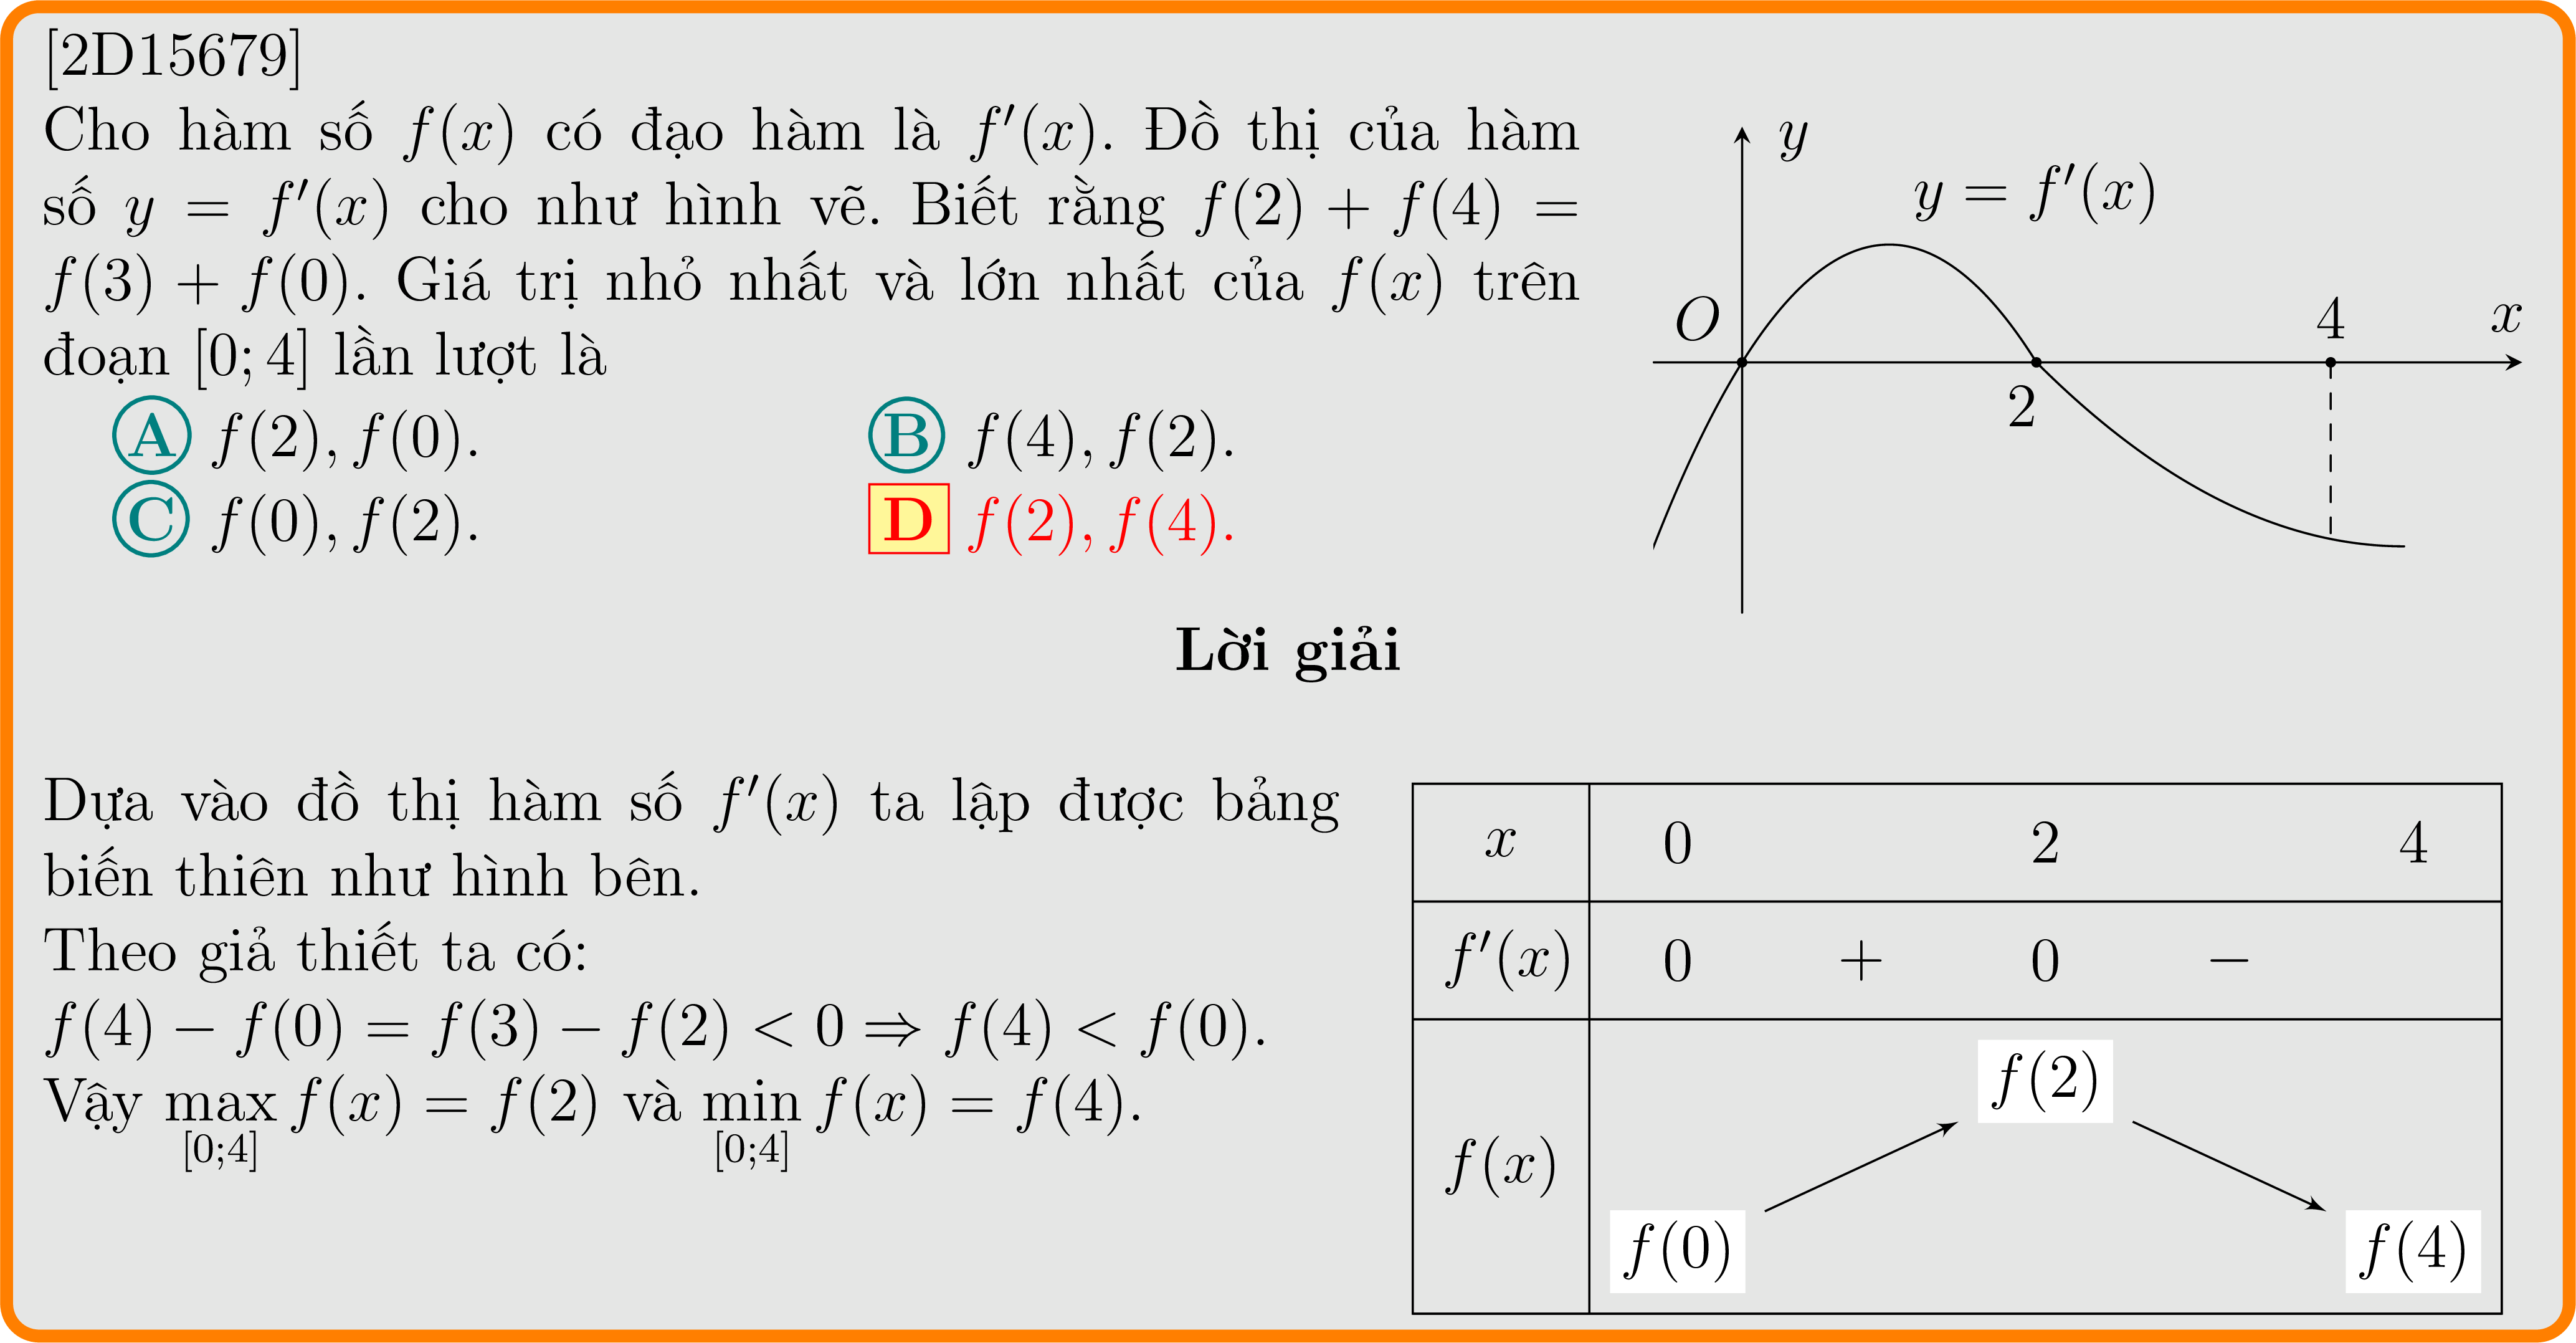 [2D15679]
Cho hàm số f(x) có đạo hàm là f′(x). Đồ thị của hàm
số y = f′(x) cho như hình vẽ. Biết rằng f(2) + f(4) =
f(3) + f(0). Giá trị nhỏ nhất và lớn nhất của f(x) trên
đoạn [0; 4] lần lượt là
A f(2), f(0).
B f(4), f(2).
C f(0), f(2).
D f(2), f(4).
y
y = f′(x)
O
2
4
x
Lời giải
Dựa vào đồ thị hàm số f′(x) ta lập được bảng
biến thiên như hình bên.
Theo giả thiết ta có:
f(4) − f(0) = f(3) − f(2) < 0 ⇒ f(4) < f(0).
Vậy max f(x) = f(2) và min f(x) = f(4).
[0;4] [0;4]
x 0 2 4
f′(x) 0 + 0 −
f(x) f(0) f(2) f(4)